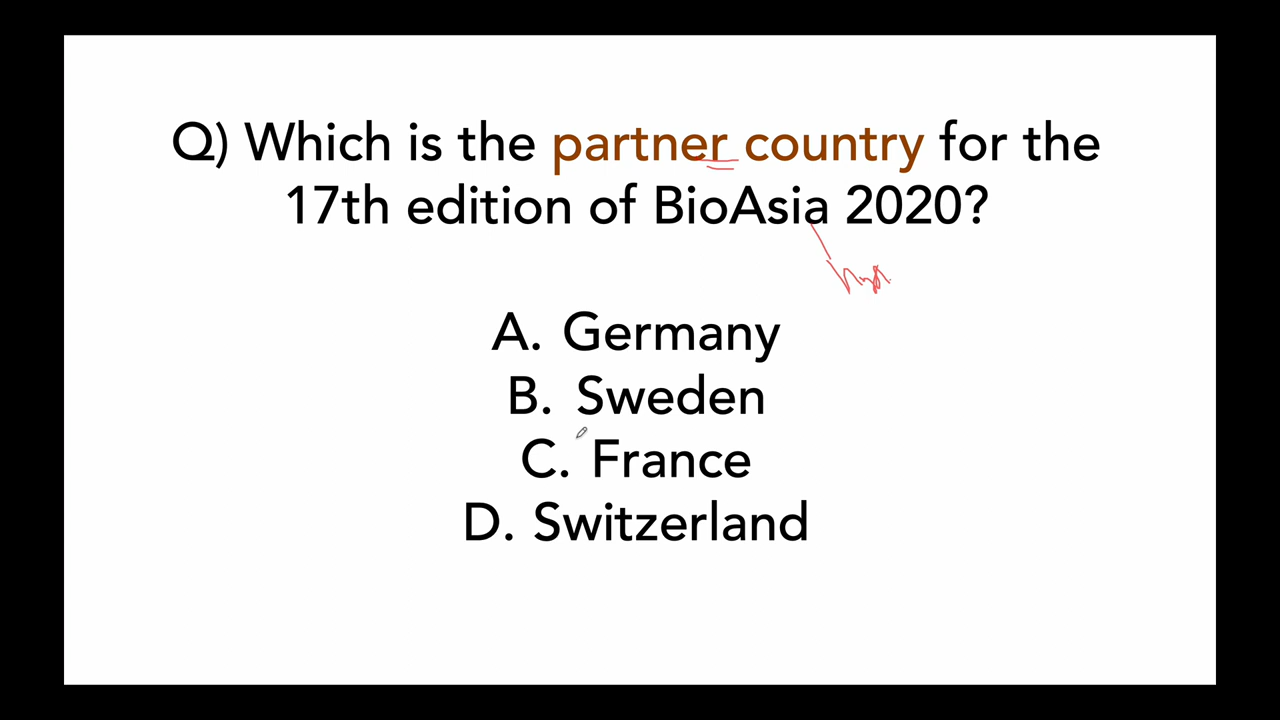 Q) Which is the partner country for the
17th edition of BioAsia 2020?
A. Germany
B. Sweden
C. France
D. Switzerland